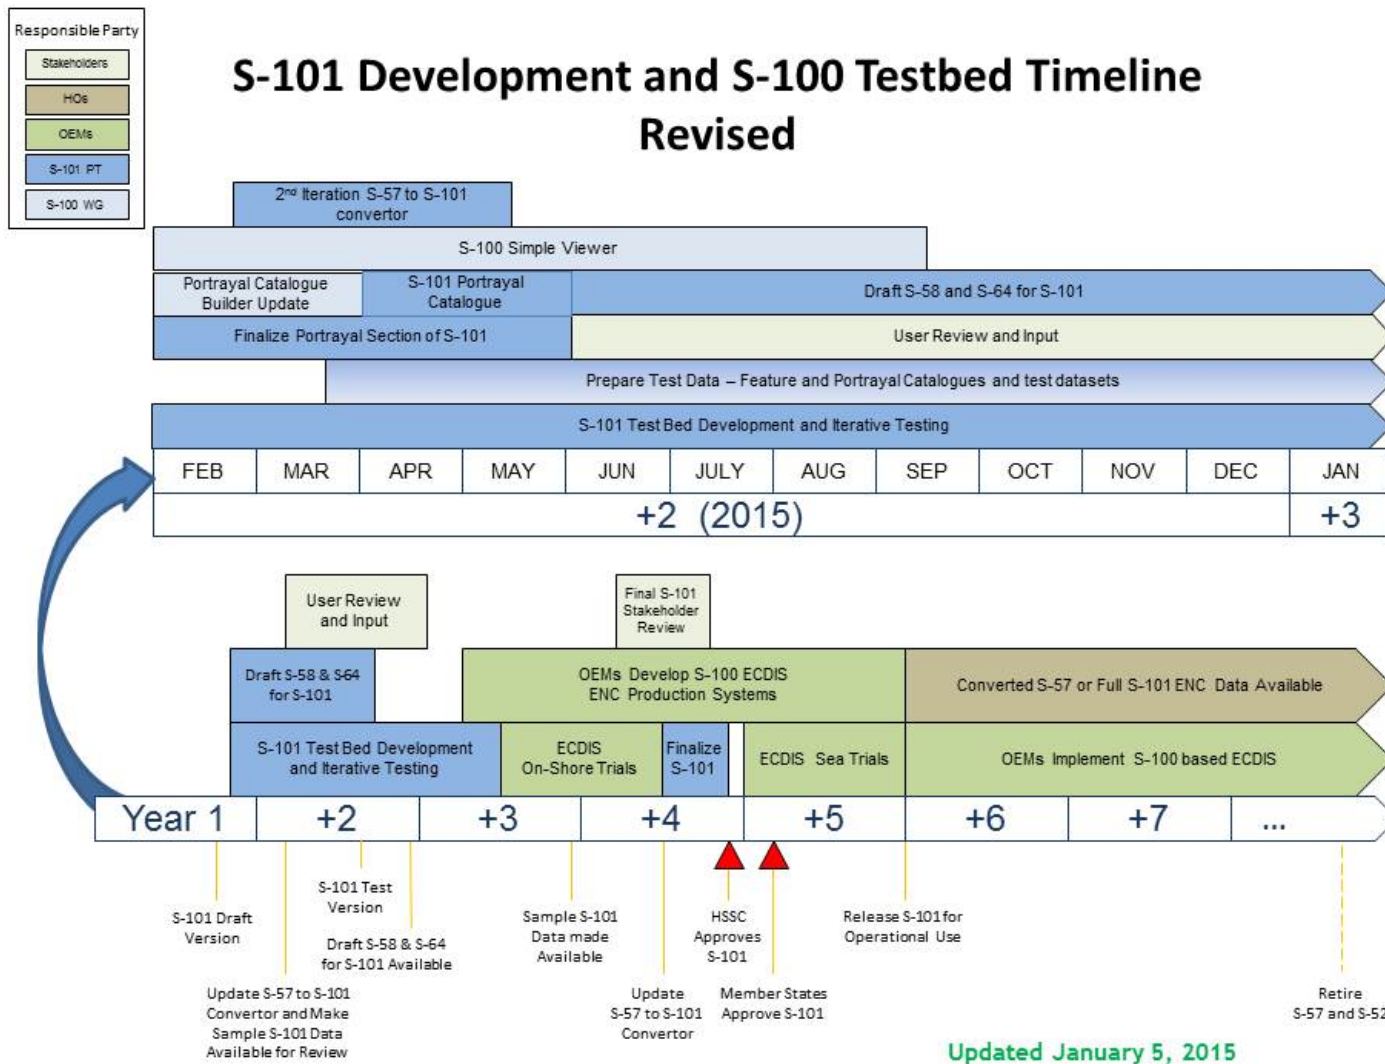 Responsible Party
Stakeholders
HOs
OEMs
S-101 PT
S-100 WG
S-101 Development and S-100 Testbed Timeline
Revised
2nd Iteration S-57 to S-101
convertor
S-100 Simple Viewer
Portrayal Catalogue
Builder Update
S-101 Portrayal
Catalogue
Draft S-58 and S-64 for S-101
Finalize Portrayal Section of S-101
User Review and Input
Prepare Test Data – Feature and Portrayal Catalogues and test datasets
S-101 Test Bed Development and Iterative Testing
FEB MAR APR MAY JUN JULY AUG SEP OCT NOV DEC JAN
+2 (2015) +3
User Review
and Input
Final S-101
Stakeholder
Review
Draft S-58 & S-64
for S-101
OEMs Develop S-100 ECDIS
ENC Production Systems
Converted S-57 or Full S-101 ENC Data Available
S-101 Test Bed Development
and Iterative Testing
ECDIS
On-Shore Trials
Finalize
S-101
ECDIS Sea Trials
OEMs Implement S-100 based ECDIS
Year 1 +2 +3 +4 +5 +6 +7 ...
S-101 Draft
Version
Update S-57 to S-101
Convertor and Make
Sample S-101 Data
Available for Review
S-101 Test
Version
Draft S-58 & S-64
for S-101 Available
Sample S-101
Data made
Available
Update
S-57 to S-101
Convertor
HSSC
Approves
S-101
Member States
Approve S-101
Release S-101 for
Operational Use
Retire
S-57 and S-52
Updated January 5, 2015